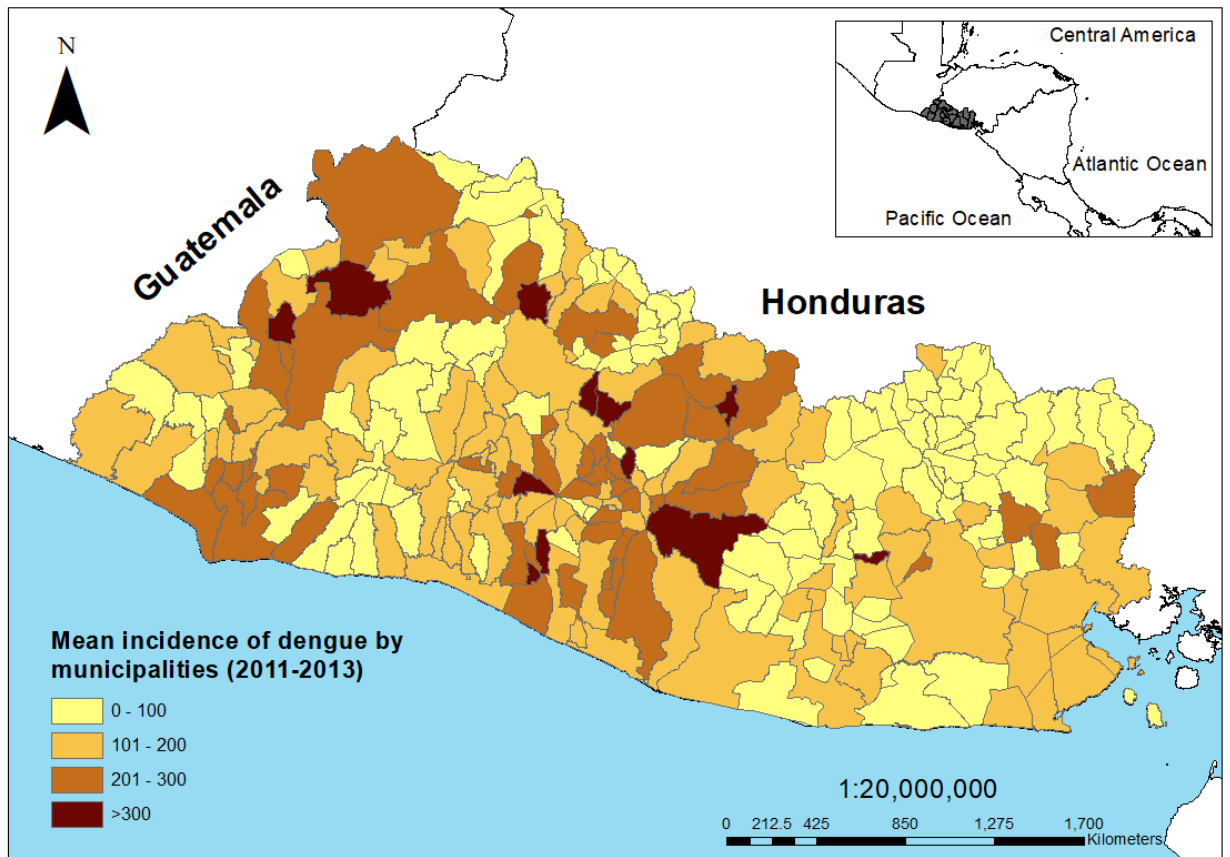 N
Central America
Atlantic Ocean
Pacific Ocean
Guatemala
Honduras
Mean incidence of dengue by
municipalities (2011-2013)
0 - 100
101 - 200
201 - 300
>300
1:20,000,000
0 212.5 425 850 1,275 1,700
Kilometers